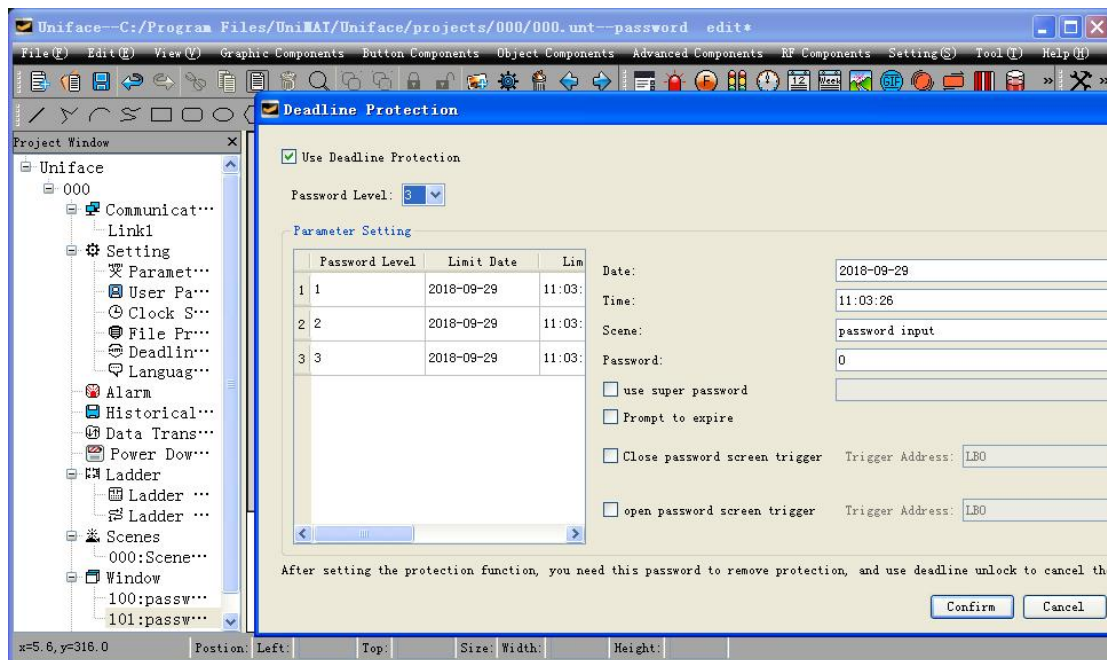 Uniface--C:/Program Files/UniMAT/Uniface/projects/000/000.unt--password edit*
File(F) Edit(E) View(V) Graphic Components Button Components Object Components Advanced Components RF Components Setting(S) Tool(T) Help(H)
Deadline Protection
Project Window
Uniface
000
Communicat...
Link1
Setting
Paramet...
User Pa...
Clock S...
File Pr...
Deadlin...
Languag...
Alarm
Historical...
Data Trans...
Power Dow...
Ladder
Ladder ...
Ladder ...
Scenes
000:Scene...
Window
100:passw...
101:passw...
Use Deadline Protection
Password Level: 3
Parameter Setting
Password Level Limit Date Lim
1 1 2018-09-29 11:03:
2 2 2018-09-29 11:03:
3 3 2018-09-29 11:03:
Date: 2018-09-29
Time: 11:03:26
Scene: password input
Password: 0
use super password
Prompt to expire
Close password screen trigger Trigger Address: LB0
open password screen trigger Trigger Address: LB0
After setting the protection function, you need this password to remove protection, and use deadline unlock to cancel th
Confirm Cancel
x=5.6, y=316.0 Postion: Left: Top: Size: Width: Height: